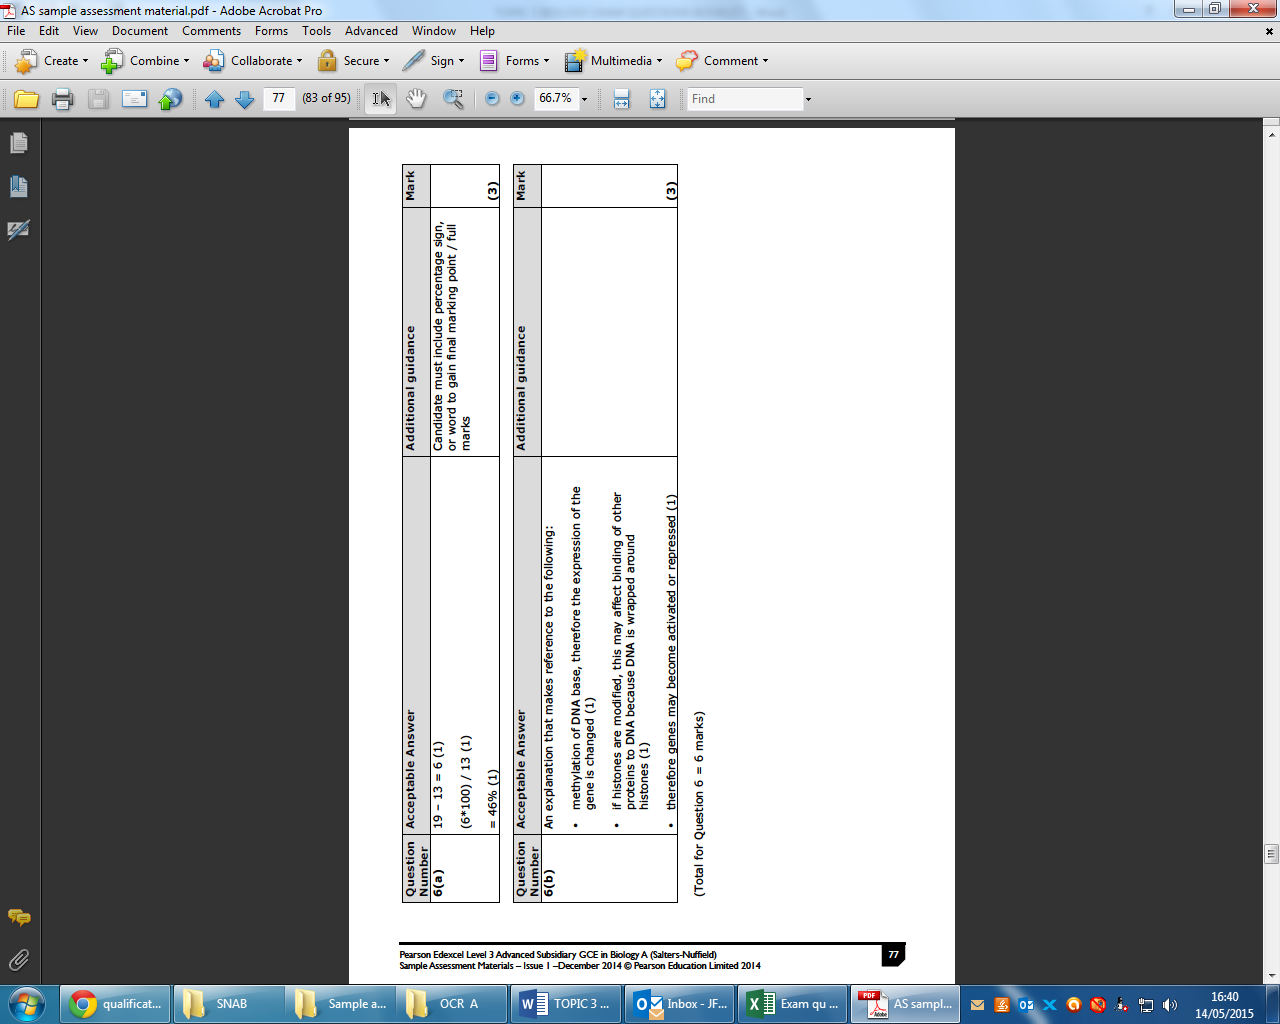 AS sample assessment material.pdf - Adobe Acrobat Pro
File Edit View Document Comments Forms Tools Advanced Window Help
Create Combine Collaborate Secure Sign Forms Multimedia Comment
77 (83 of 95) 66.7% Find
Question Number Acceptable Answer Additional guidance Mark
6(a) 19 – 13 = 6 (1)
(6*100) / 13 (1)
= 46% (1)
Candidate must include percentage sign,
or word to gain final marking point / full
marks
(3)
Question Number Acceptable Answer Additional guidance Mark
6(b) An explanation that makes reference to the following:
• methylation of DNA base, therefore the expression of the
gene is changed (1)
• if histones are modified, this may affect binding of other
proteins to DNA because DNA is wrapped around
histones (1)
• therefore genes may become activated or repressed (1)
(3)
(Total for Question 6 = 6 marks)
Pearson Edexcel Level 3 Advanced Subsidiary GCE in Biology A (Salters-Nuffield)
Sample Assessment Materials – Issue 1 –December 2014 © Pearson Education Limited 2014
77
qualificat... SNAB Sample a... OCR A TOPIC 3 ... Inbox - JF... Exam qu ... PDF Adobe AS sampl...
16:40
14/05/2015